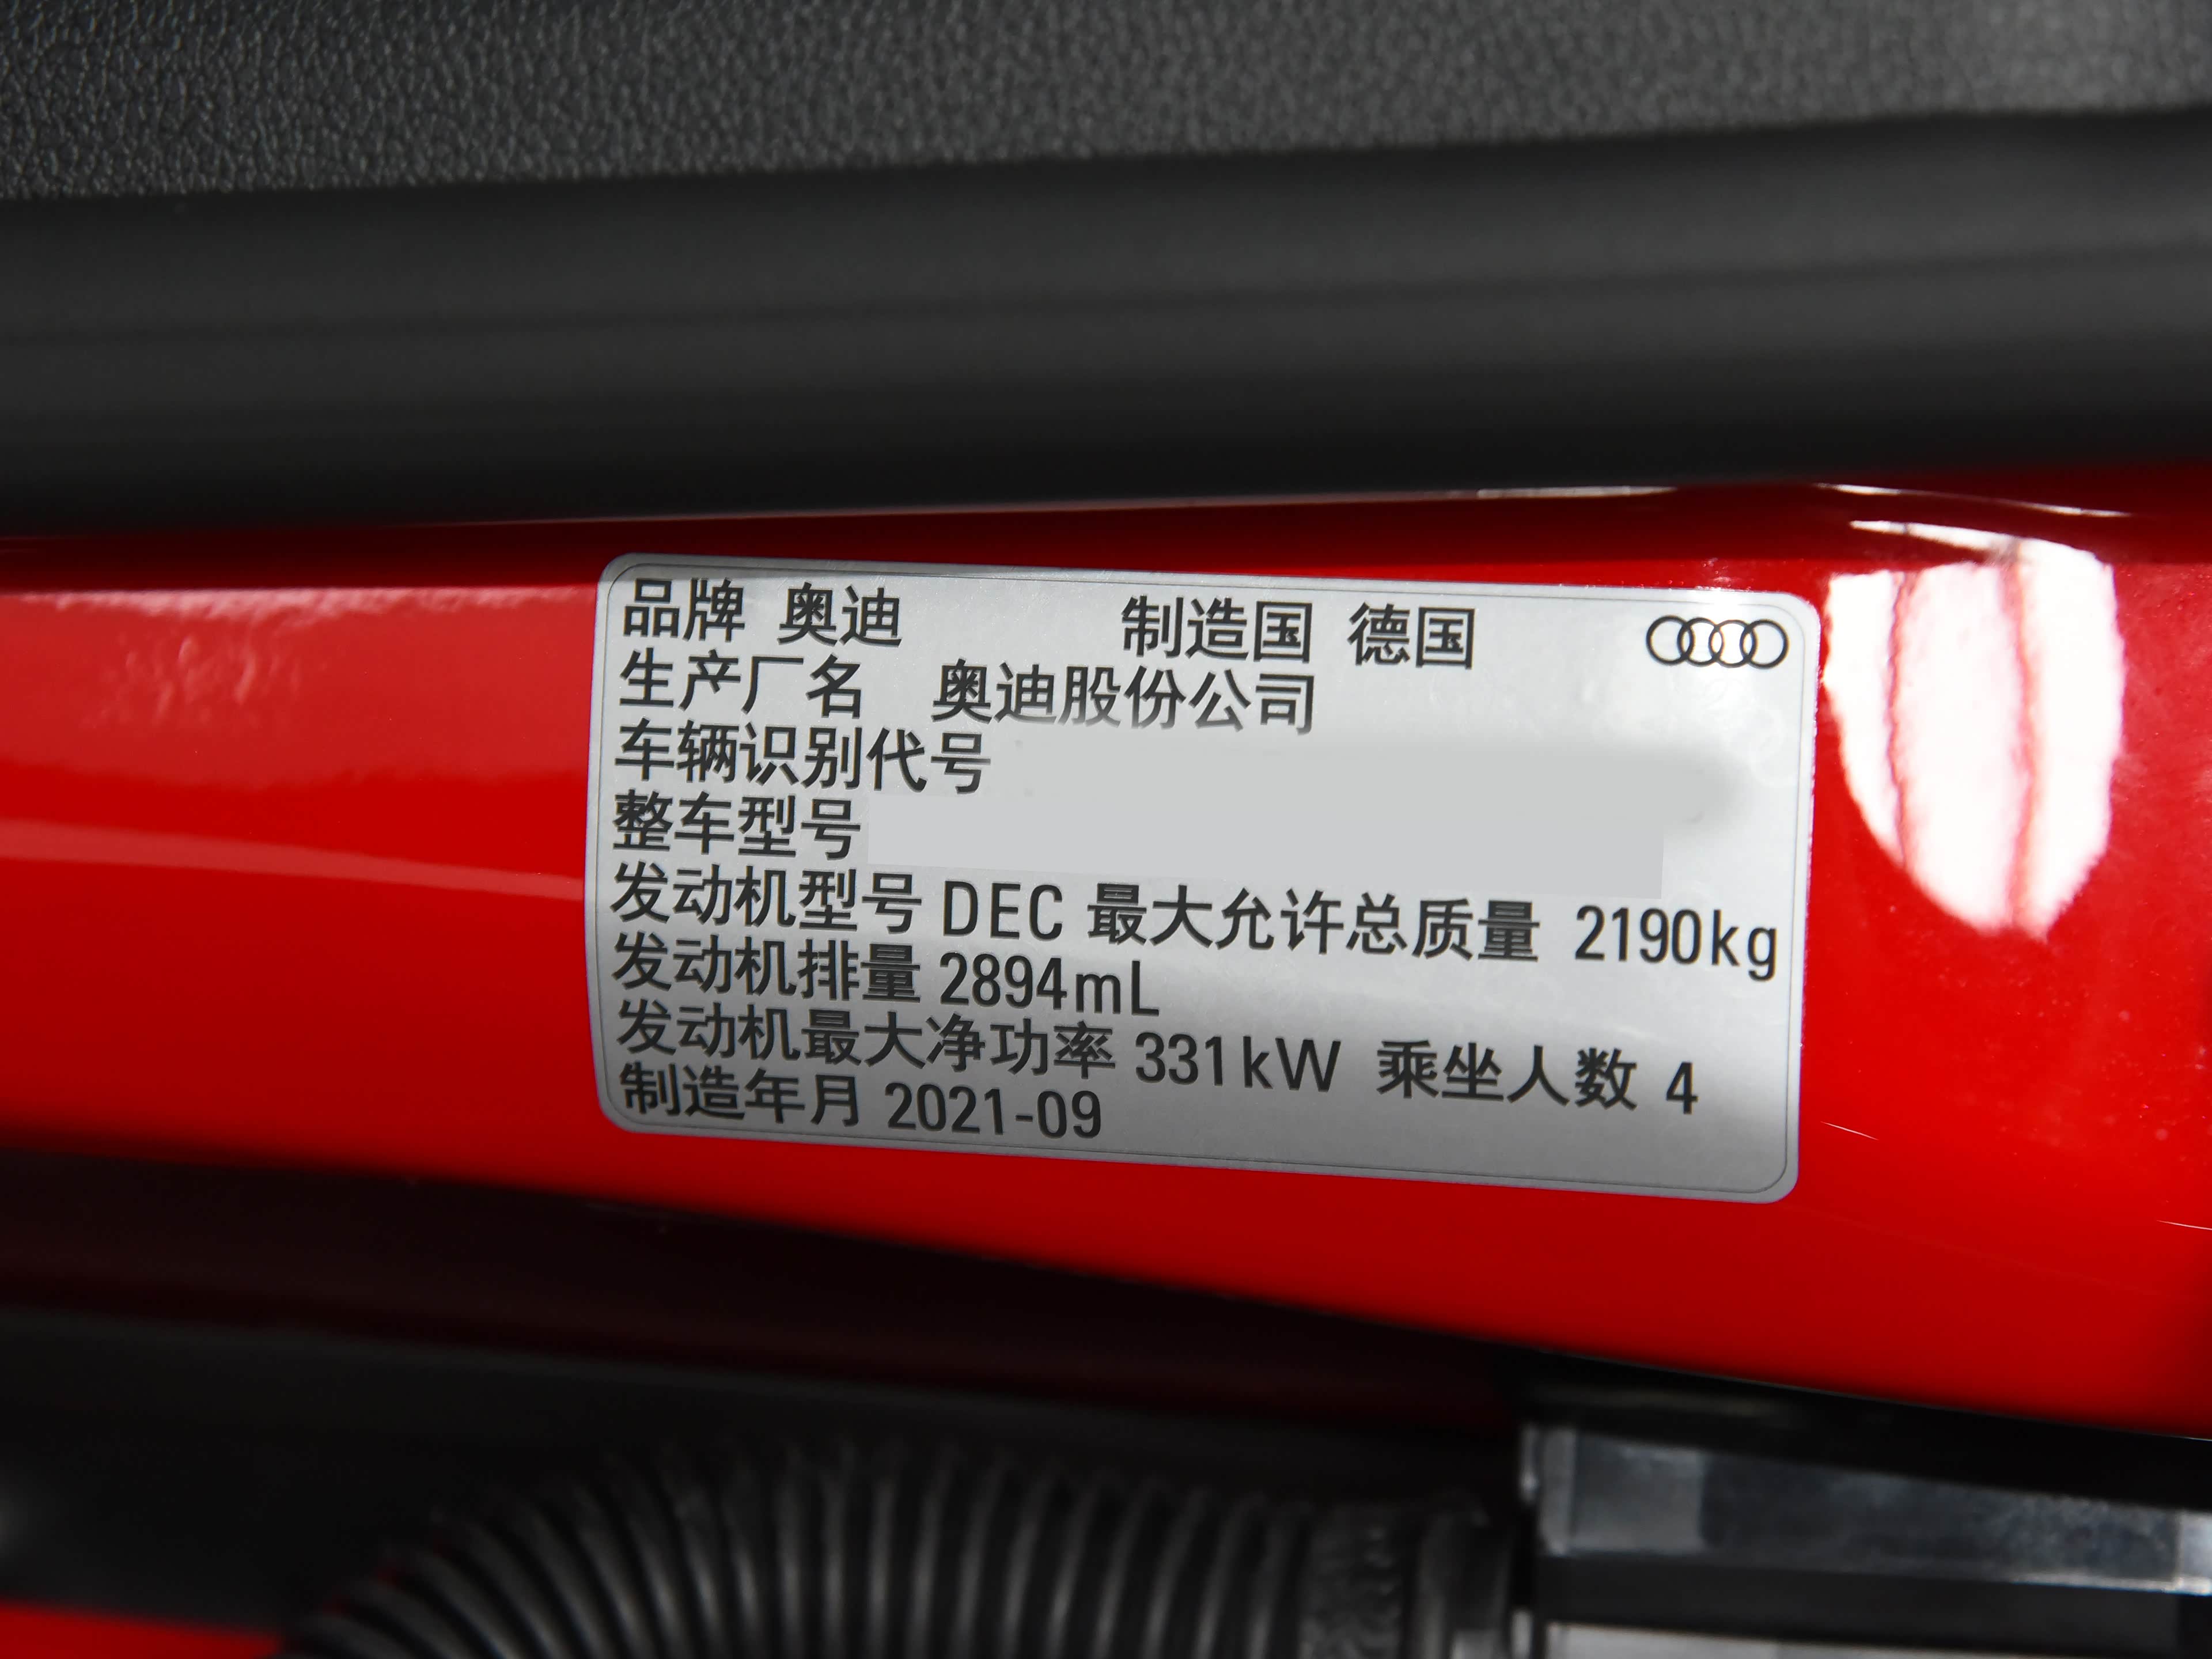 品牌 奥迪 制造国 德国
生产厂名 奥迪股份公司
车辆识别代号
整车型号
发动机型号 DEC 最大允许总质量 2190kg
发动机排量 2894mL
发动机最大净功率 331kW 乘坐人数 4
制造年月 2021-09